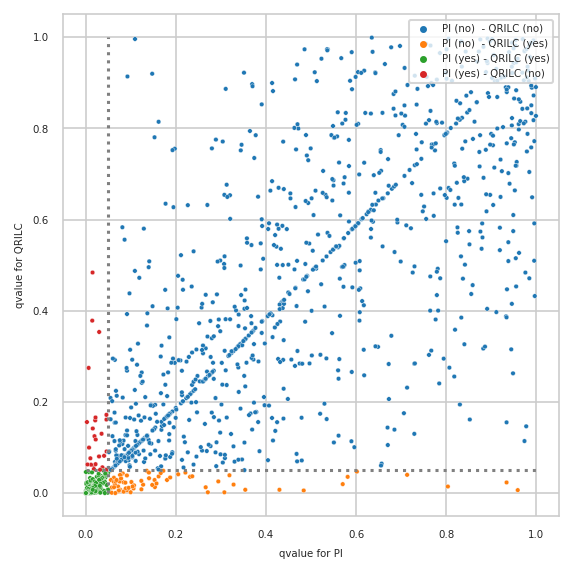 PI (no)  - QRILC (no)
PI (no)  - QRILC (yes)
PI (yes) - QRILC (yes)
PI (yes) - QRILC (no)
1.0
0.8
0.6
0.4
0.2
0.0
qvalue for QRILC
0.0 0.2 0.4 0.6 0.8 1.0
qvalue for PI